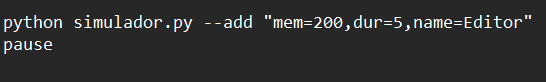 python simulador.py --add "mem=200,dur=5,name=Editor"
pause